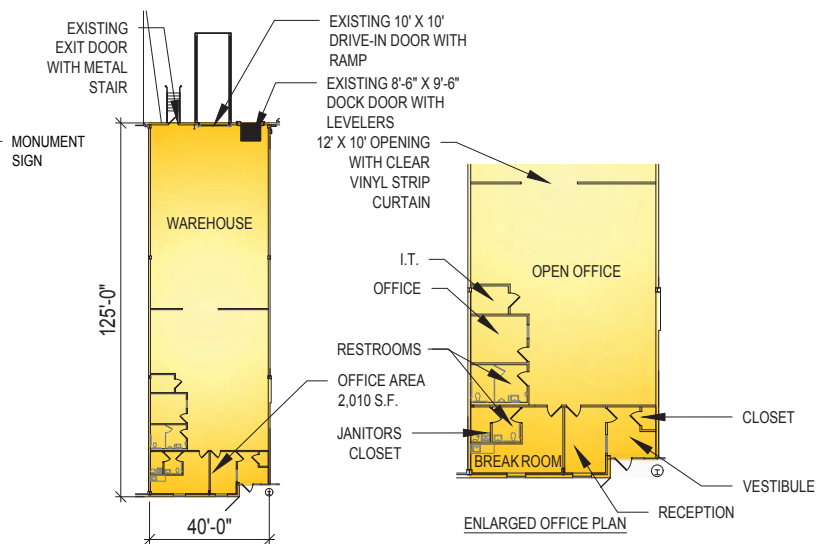 EXISTING
EXIT DOOR
WITH METAL
STAIR
EXISTING 10' X 10'
DRIVE-IN DOOR WITH
RAMP
EXISTING 8'-6" X 9'-6"
DOCK DOOR WITH
LEVELERS
MONUMENT
SIGN
12' X 10' OPENING
WITH CLEAR
VINYL STRIP
CURTAIN
WAREHOUSE
125'-0"
I.T.
OFFICE
OPEN OFFICE
RESTROOMS
OFFICE AREA
2,010 S.F.
JANITORS
CLOSET
CLOSET
BREAK ROOM
VESTIBULE
RECEPTION
40'-0"
ENLARGED OFFICE PLAN